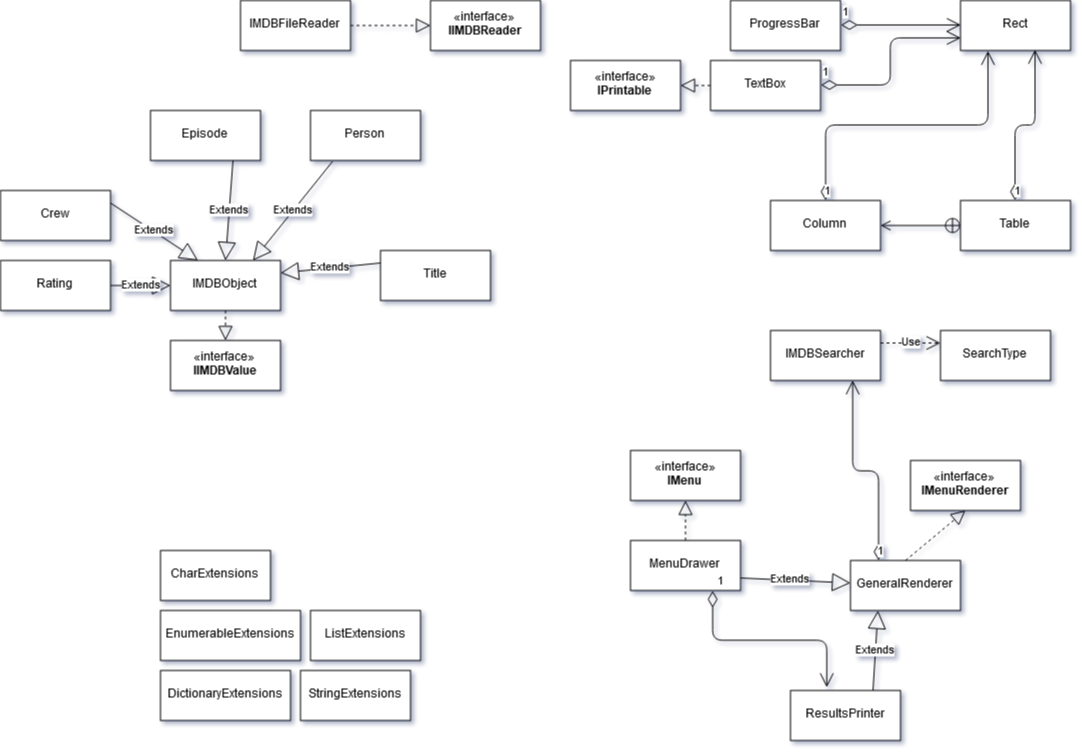 IMDBFileReader
«interface»
IIMDBReader
ProgressBar
1
Rect
«interface»
IPrintable
TextBox
1
Episode
Person
Crew
Extends
Extends
Extends
1
1
Column
Table
Rating
Extends
IMDBObject
Extends
Title
«interface»
IIMDBValue
IMDBSearcher
Use
SearchType
«interface»
IMenu
«interface»
IMenuRenderer
1
MenuDrawer
1
Extends
GeneralRenderer
Extends
ResultsPrinter
CharExtensions
EnumerableExtensions
ListExtensions
DictionaryExtensions
StringExtensions